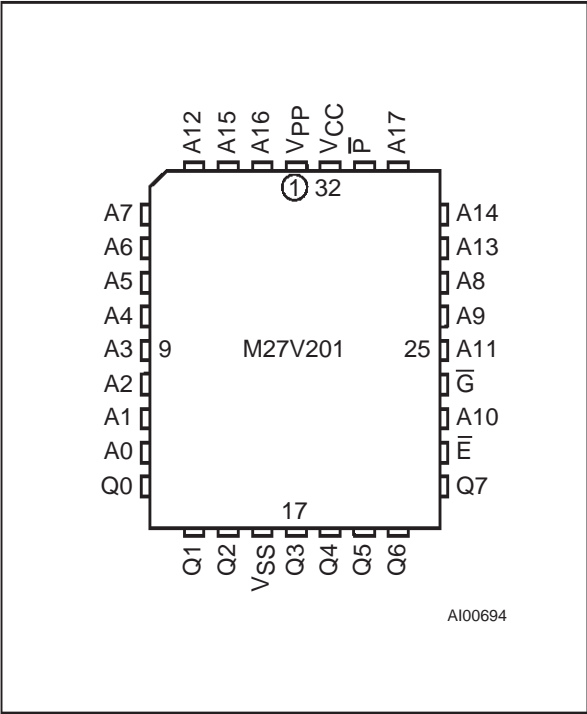 A12 A15 A16 VPP VCC P̅ A17
1 32
A7 A14
A6 A13
A5 A8
A4 A9
A3 9 M27V201 25 A11
A2 G̅
A1 A10
A0 E̅
Q0 Q7
17
Q1 Q2 VSS Q3 Q4 Q5 Q6
AI00694